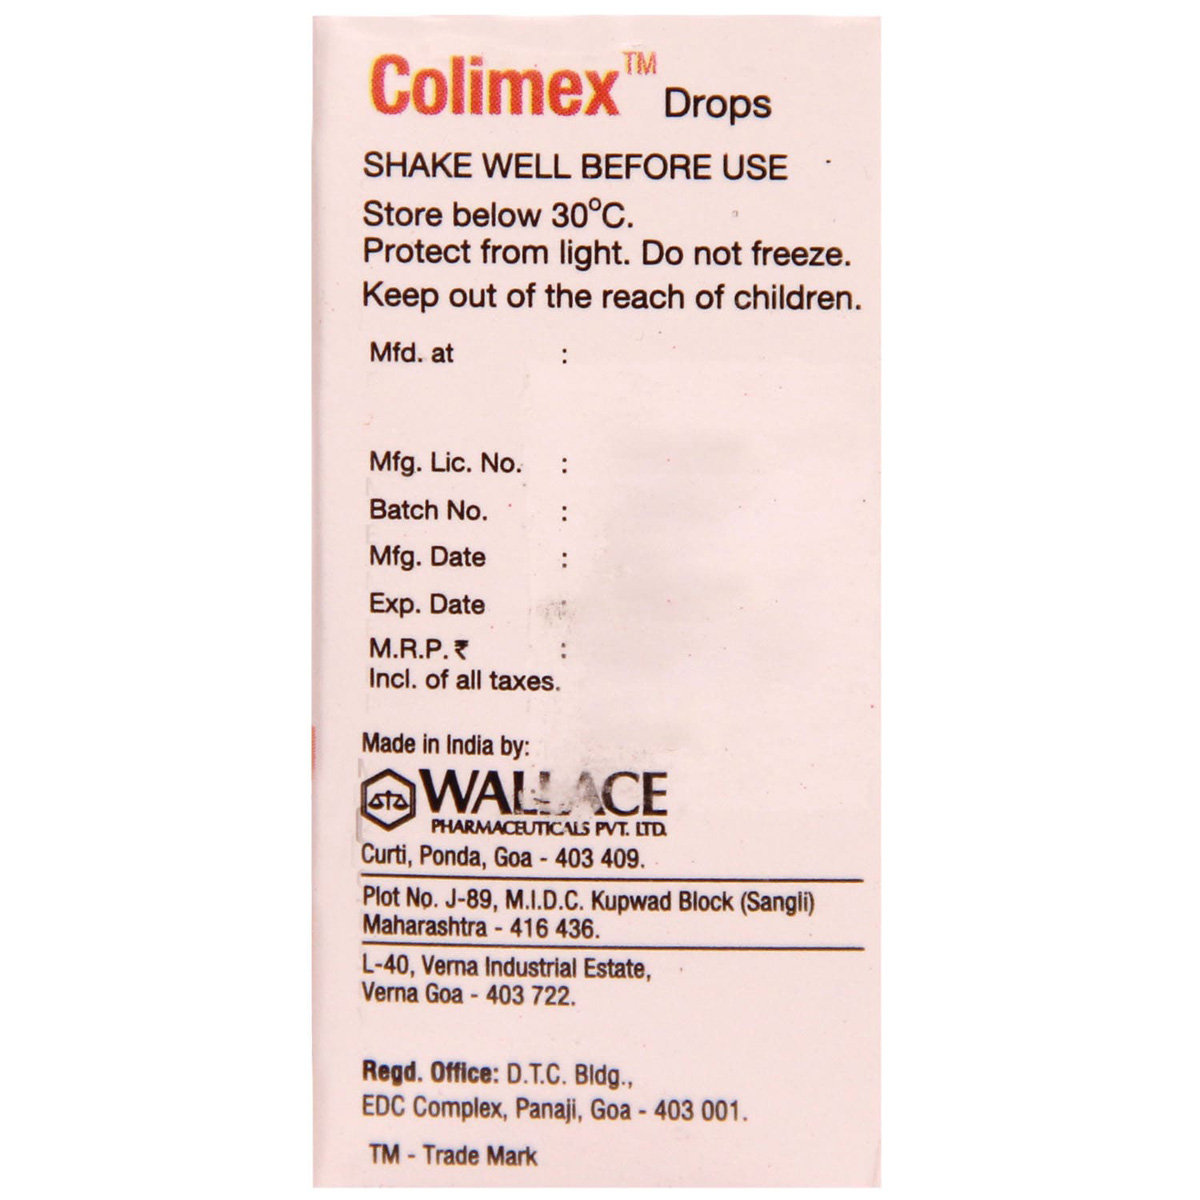 Colimex™ Drops
SHAKE WELL BEFORE USE
Store below 30°C.
Protect from light. Do not freeze.
Keep out of the reach of children.
Mfd. at :
Mfg. Lic. No. :
Batch No. :
Mfg. Date :
Exp. Date :
M.R.P. ₹ :
Incl. of all taxes.
Made in India by:
WALLACE
PHARMACEUTICALS PVT. LTD.
Curti, Ponda, Goa - 403 409.
Plot No. J-89, M.I.D.C. Kupwad Block (Sangli)
Maharashtra - 416 436.
L-40, Verna Industrial Estate,
Verna Goa - 403 722.
Regd. Office: D.T.C. Bldg.,
EDC Complex, Panaji, Goa - 403 001.
TM - Trade Mark